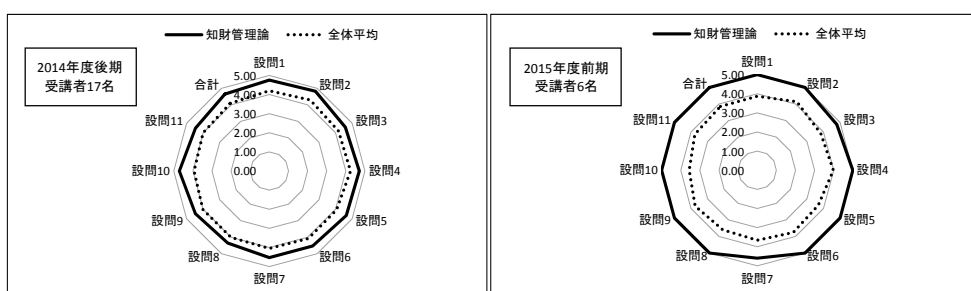 知財管理論 全体平均
2014年度後期
受講者17名
設問1
設問2
設問3
設問4
設問5
設問6
設問7
設問8
設問9
設問10
設問11
合計
5.00
4.00
3.00
2.00
1.00
0.00
知財管理論 全体平均
2015年度前期
受講者6名
設問1
設問2
設問3
設問4
設問5
設問6
設問7
設問8
設問9
設問10
設問11
合計
5.00
4.00
3.00
2.00
1.00
0.00